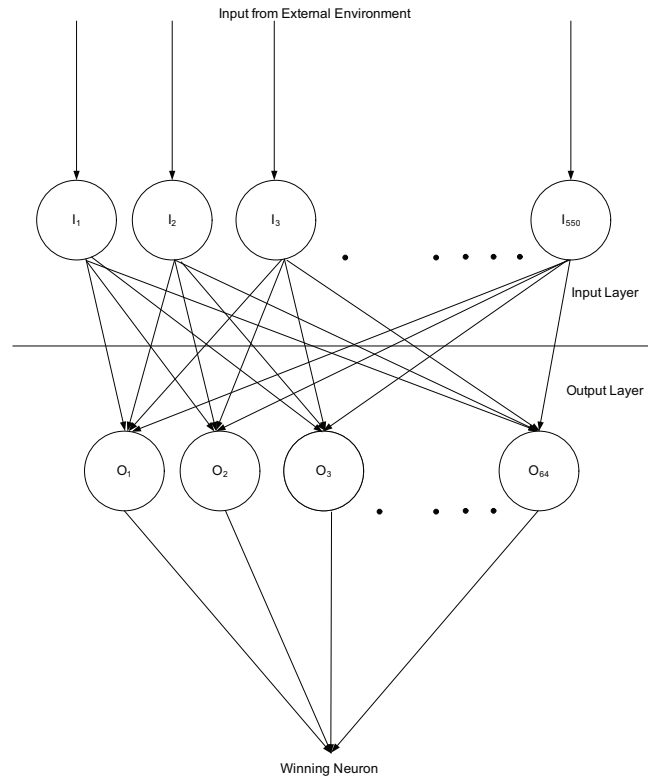 Input from External Environment
I1
I2
I3
I550
Input Layer
Output Layer
O1
O2
O3
O64
Winning Neuron